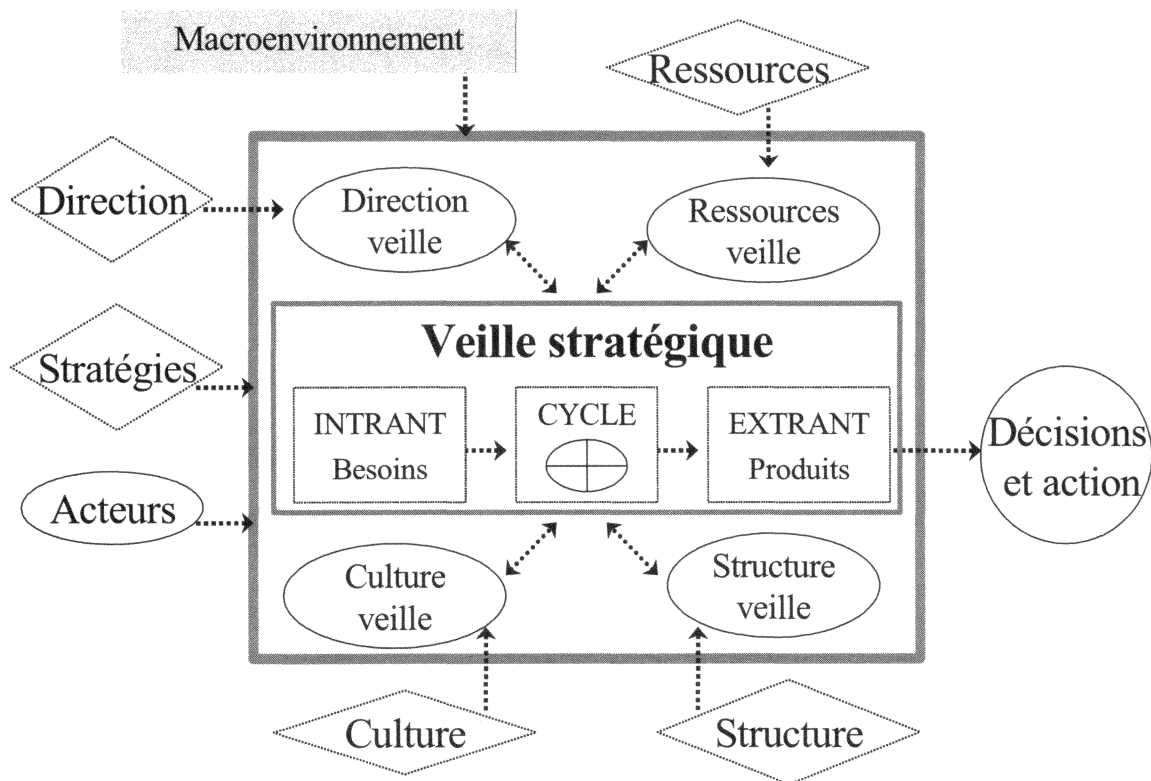 Macroenvironnement
Ressources
Direction
Direction
veille
Ressources
veille
Stratégies
Veille stratégique
INTRANT
Besoins
CYCLE
EXTRANT
Produits
Décisions
et action
Acteurs
Culture
veille
Structure
veille
Culture
Structure